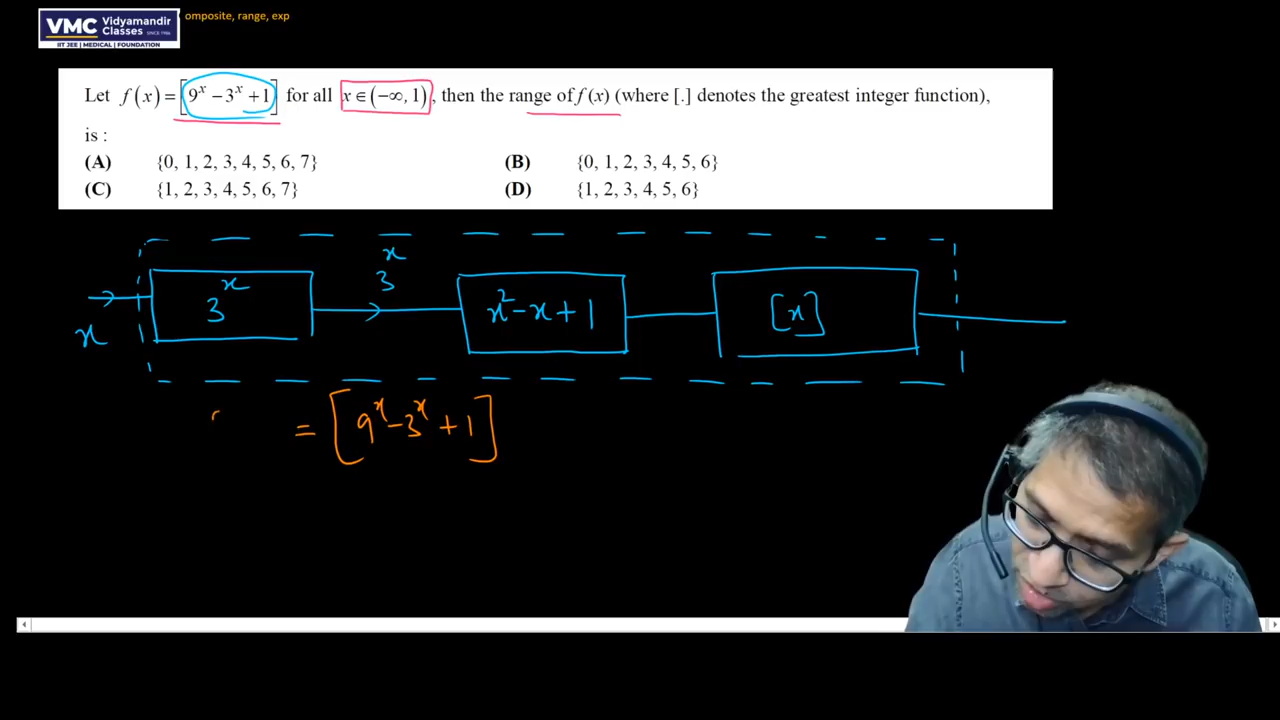 VMC Vidyamandir Classes SINCE 1986
IIT JEE | MEDICAL | FOUNDATION
omposite, range, exp
Let f(x) = [9^x − 3^x + 1] for all x ∈ (−∞, 1), then the range of f(x) (where [.] denotes the greatest integer function),
is :
(A) {0, 1, 2, 3, 4, 5, 6, 7} (B) {0, 1, 2, 3, 4, 5, 6}
(C) {1, 2, 3, 4, 5, 6, 7} (D) {1, 2, 3, 4, 5, 6}
x 3^x 3^x x² − x + 1 [x]
= [9^x − 3^x + 1]